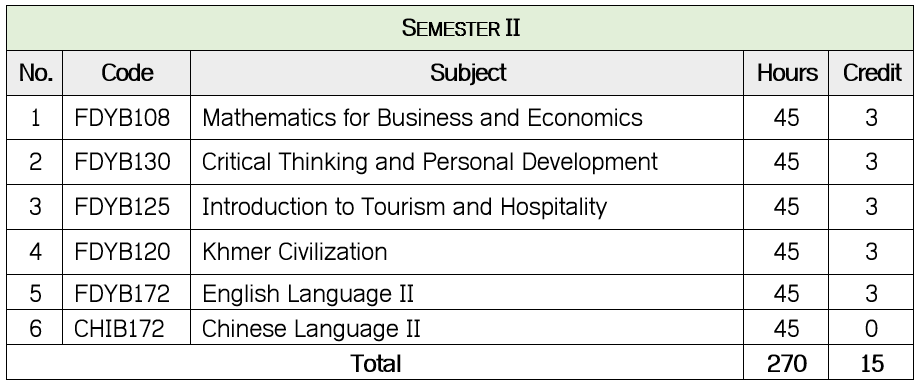 SEMESTER II
No. Code Subject Hours Credit
1 FDYB108 Mathematics for Business and Economics 45 3
2 FDYB130 Critical Thinking and Personal Development 45 3
3 FDYB125 Introduction to Tourism and Hospitality 45 3
4 FDYB120 Khmer Civilization 45 3
5 FDYB172 English Language II 45 3
6 CHIB172 Chinese Language II 45 0
Total 270 15